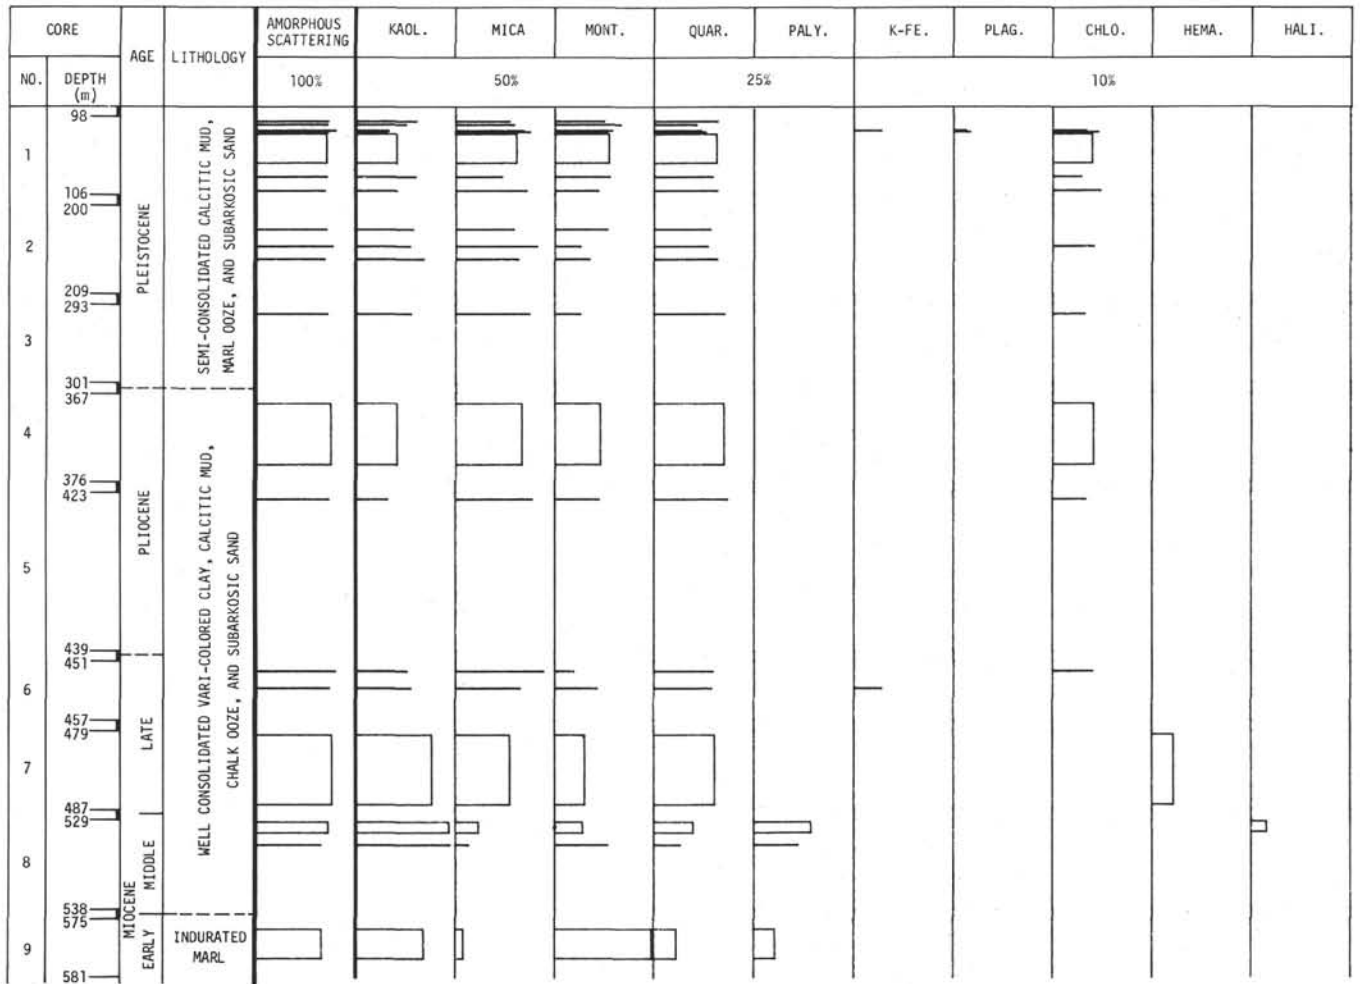 CORE
AGE
LITHOLOGY
AMORPHOUS
SCATTERING
KAOL.
MICA
MONT.
QUAR.
PALY.
K-FE.
PLAG.
CHLO.
HEMA.
HALI.
NO.
DEPTH
(m)
100%
50%
25%
10%
1
98
106
2
200
209
3
293
301
4
367
376
5
423
439
6
451
457
7
479
487
8
529
538
9
575
581
PLEISTOCENE
PLIOCENE
MIOCENE
LATE
MIDDLE
EARLY
SEMI-CONSOLIDATED CALCITIC MUD,
MARL OOZE, AND SUBARKOSIC SAND
WELL CONSOLIDATED VARI-COLORED CLAY, CALCITIC MUD,
CHALK OOZE, AND SUBARKOSIC SAND
INDURATED
MARL